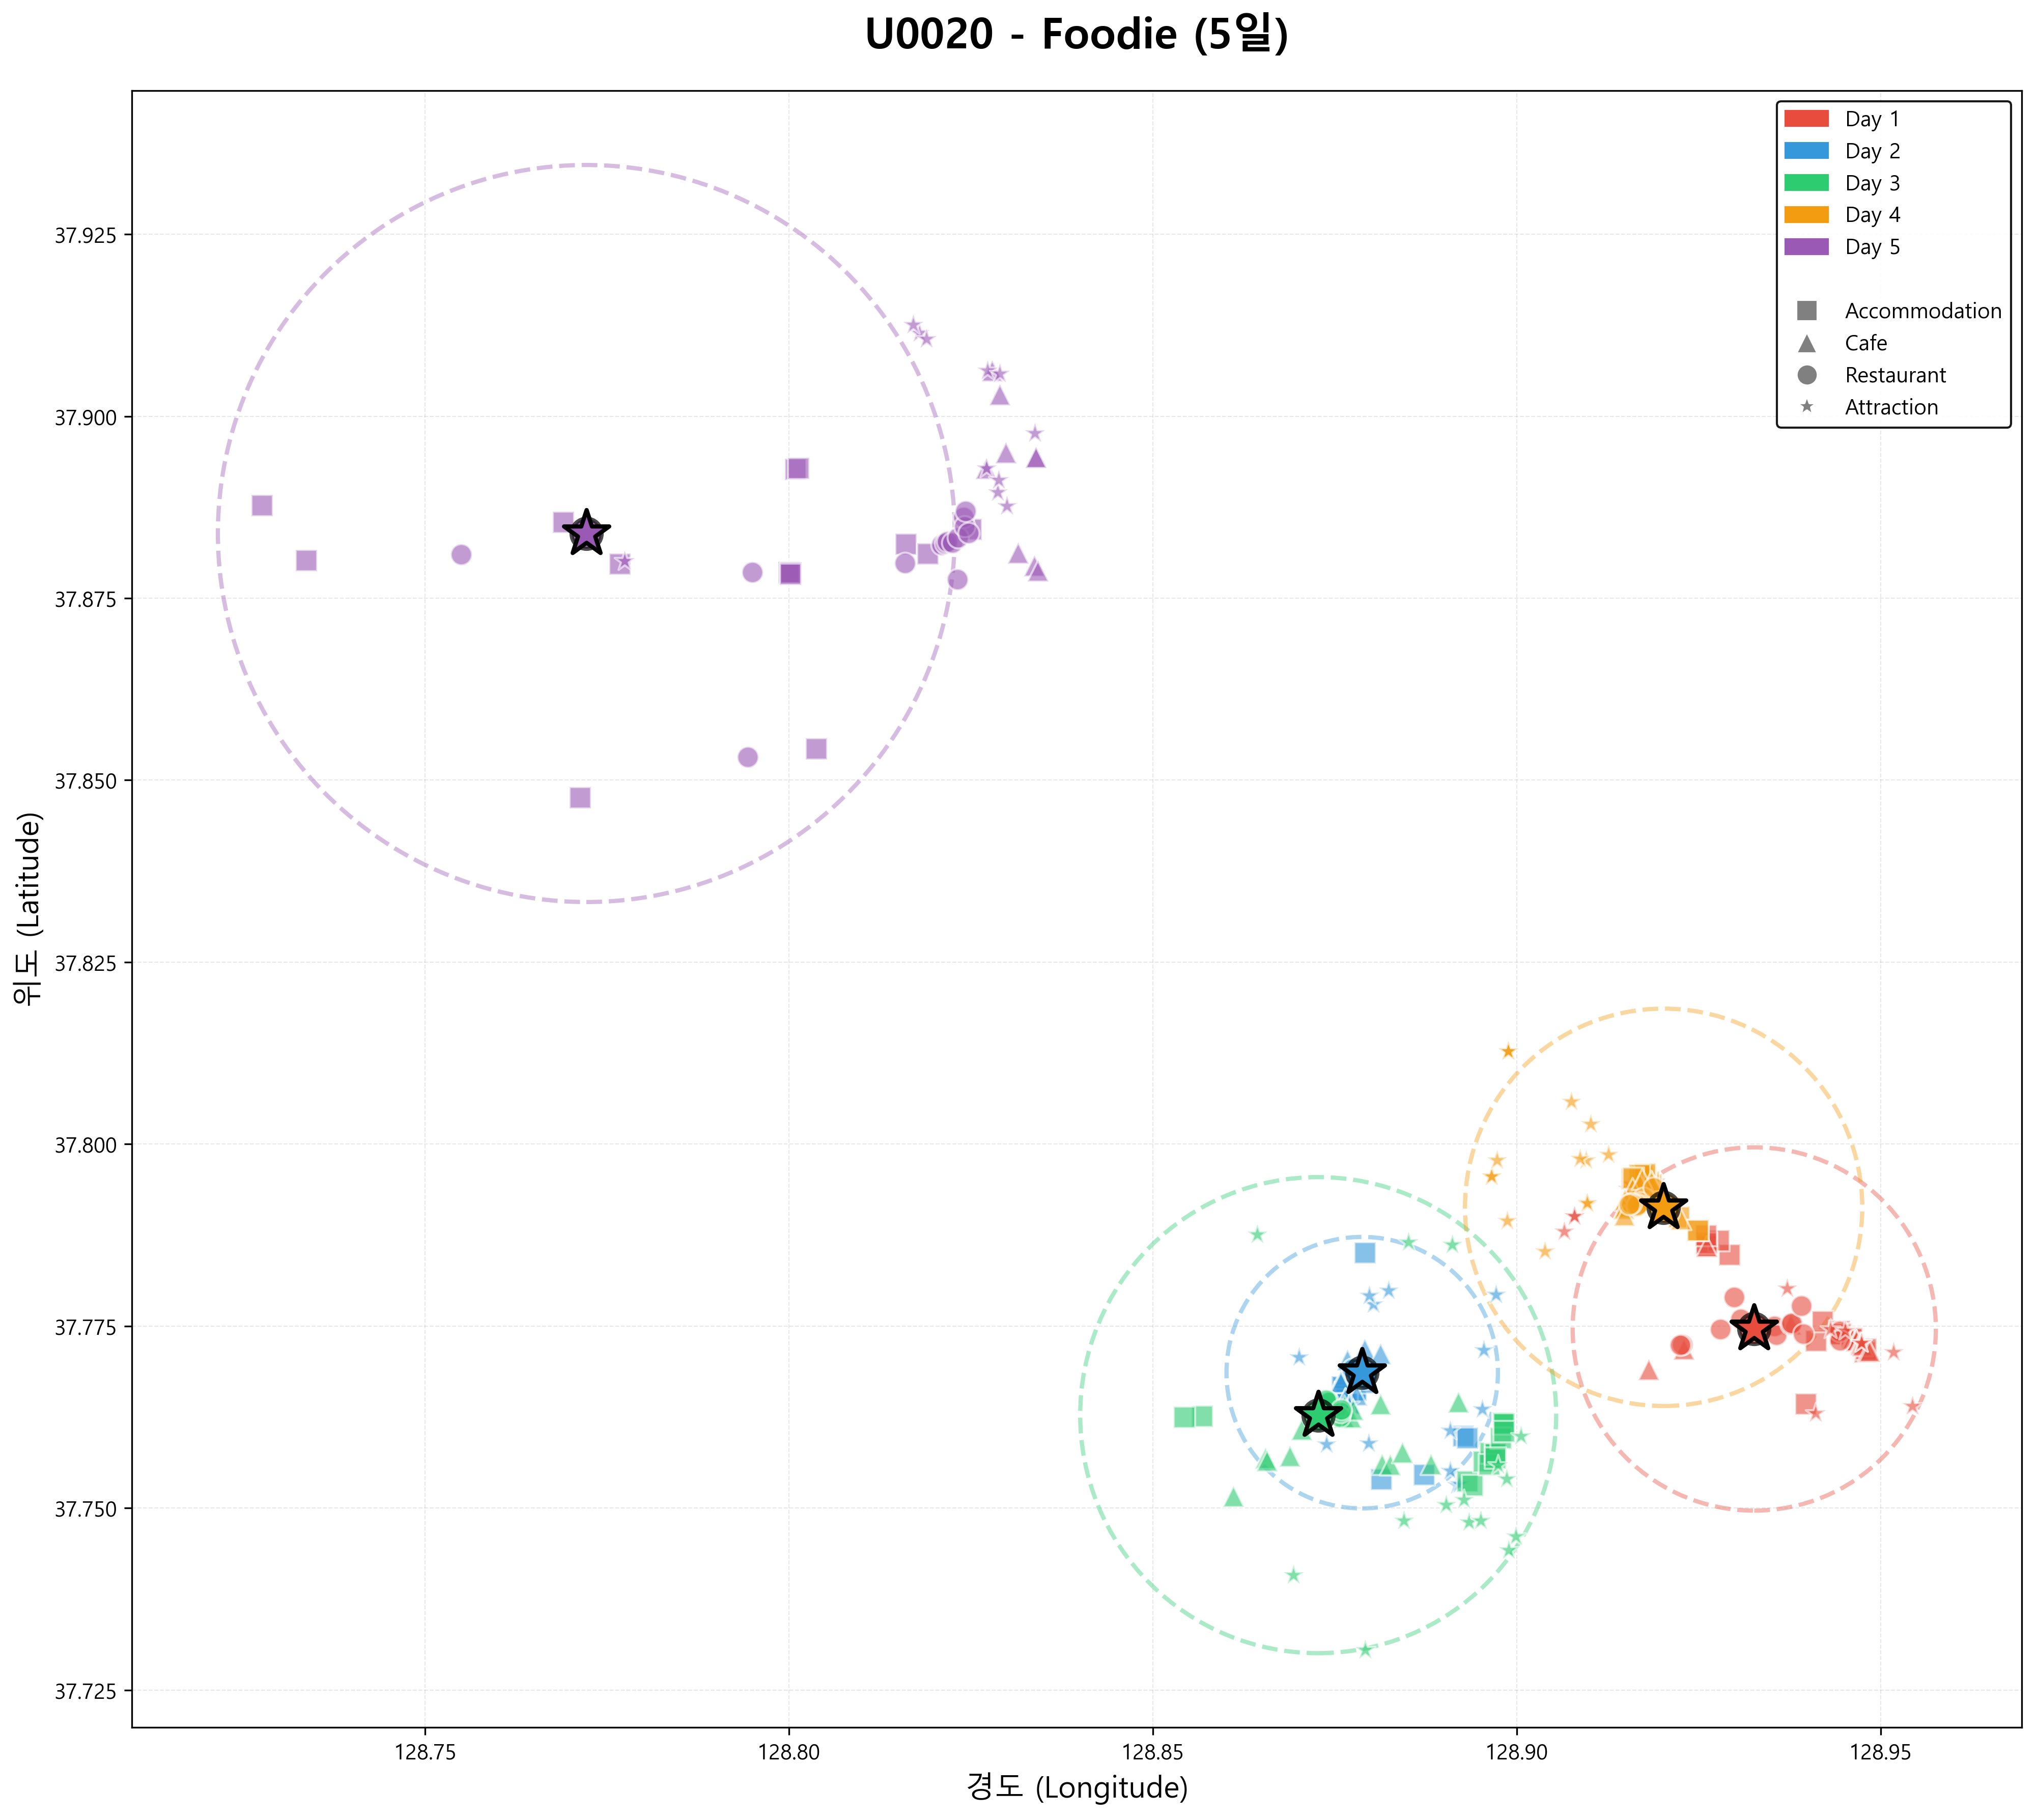 U0020 - Foodie (5일)
Day 1
Day 2
Day 3
Day 4
Day 5
Accommodation
Cafe
Restaurant
Attraction
위도 (Latitude)
37.925
37.900
37.875
37.850
37.825
37.800
37.775
37.750
37.725
128.75
128.80
128.85
128.90
128.95
경도 (Longitude)